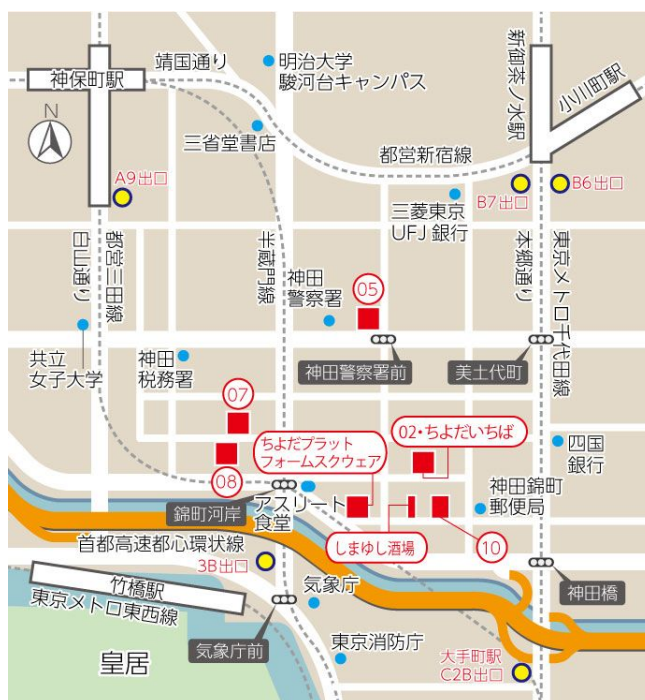 靖国通り
明治大学
駿河台キャンパス
神保町駅
新御茶ノ水駅
小川町駅
N
三省堂書店
都営新宿線
A9出口
三菱東京
UFJ銀行
B7出口
B6出口
都営三田線
白山通り
半蔵門線
神田
警察署
05
本郷通り
東京メトロ千代田線
共立
女子大学
神田
税務署
神田警察署前
美土代町
07
ちよだプラット
フォームスクウェア
02・ちよだいちば
四国
銀行
08
錦町河岸
アスリート
食堂
神田錦町
郵便局
しまゆし酒場
10
首都高速都心環状線
3B出口
竹橋駅
東京メトロ東西線
気象庁
神田橋
気象庁前
東京消防庁
大手町駅
C2B出口
皇居